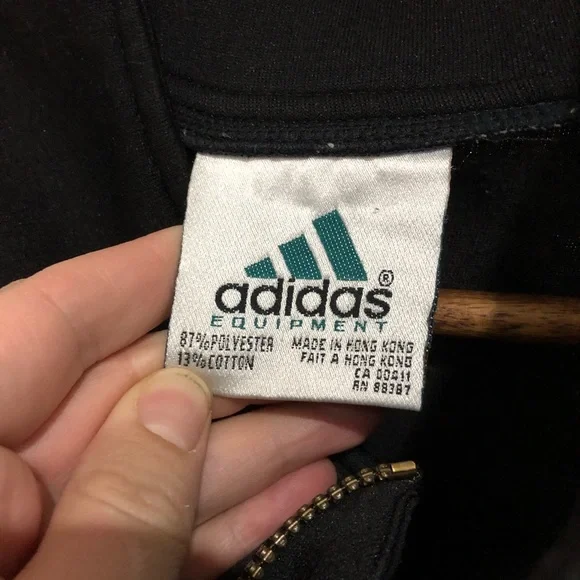 adidas®
EQUIPMENT
87% POLYESTER
13% COTTON
MADE IN HONG KONG
FAIT A HONG KONG
CA 00411
RN 88387